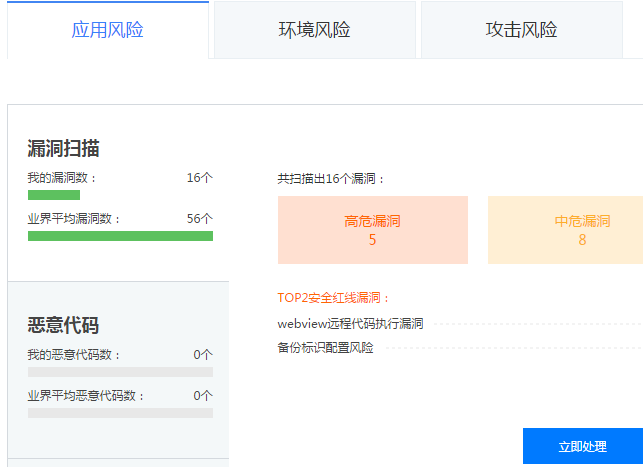 应用风险
环境风险
攻击风险
漏洞扫描
我的漏洞数：
16个
业界平均漏洞数：
56个
恶意代码
我的恶意代码数：
0个
业界平均恶意代码数：
0个
共扫描出16个漏洞：
高危漏洞
5
中危漏洞
8
TOP2安全红线漏洞：
webview远程代码执行漏洞
备份标识配置风险
立即处理